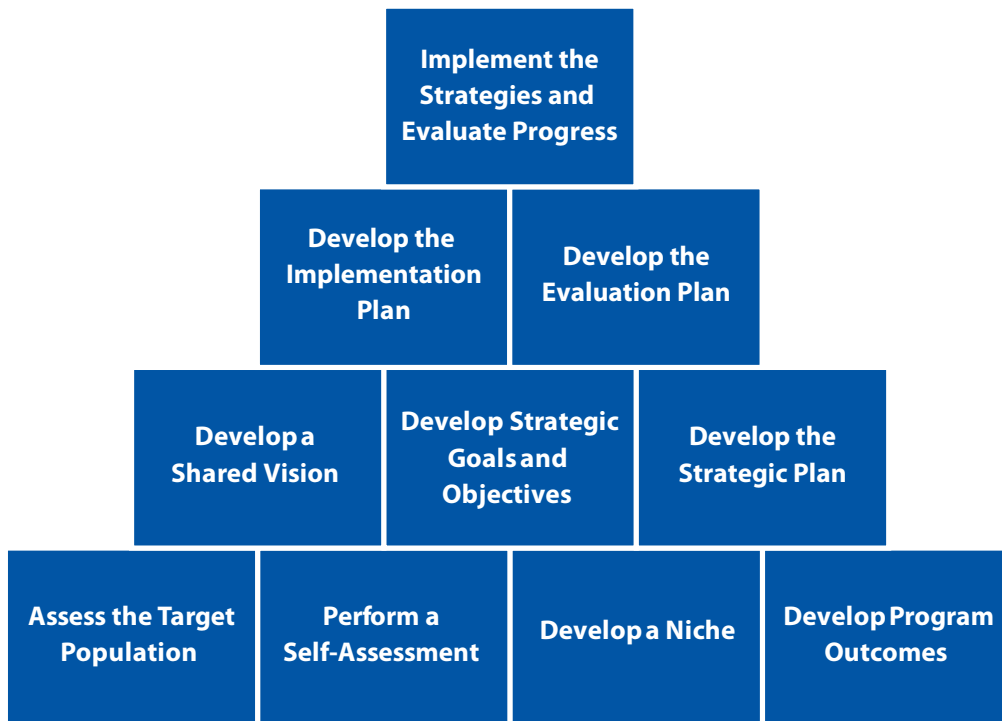 Implement the
Strategies and
Evaluate Progress
Develop the
Implementation
Plan
Develop the
Evaluation Plan
Develop a
Shared Vision
Develop Strategic
Goals and
Objectives
Develop the
Strategic Plan
Assess the Target
Population
Perform a
Self-Assessment
Develop a Niche
Develop Program
Outcomes